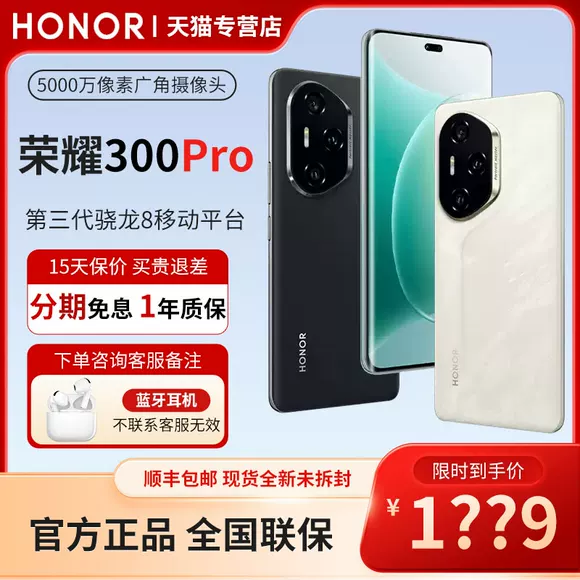 HONOR | 天猫专营店
5000万像素广角摄像头
荣耀300Pro
第三代骁龙8移动平台
15天保价 买贵退差
分期免息 1年质保
下单咨询客服备注
蓝牙耳机
不联系客服无效
HONOR
HONOR
顺丰包邮 现货全新未拆封
官方正品 全国联保
限时到手价
¥1??9